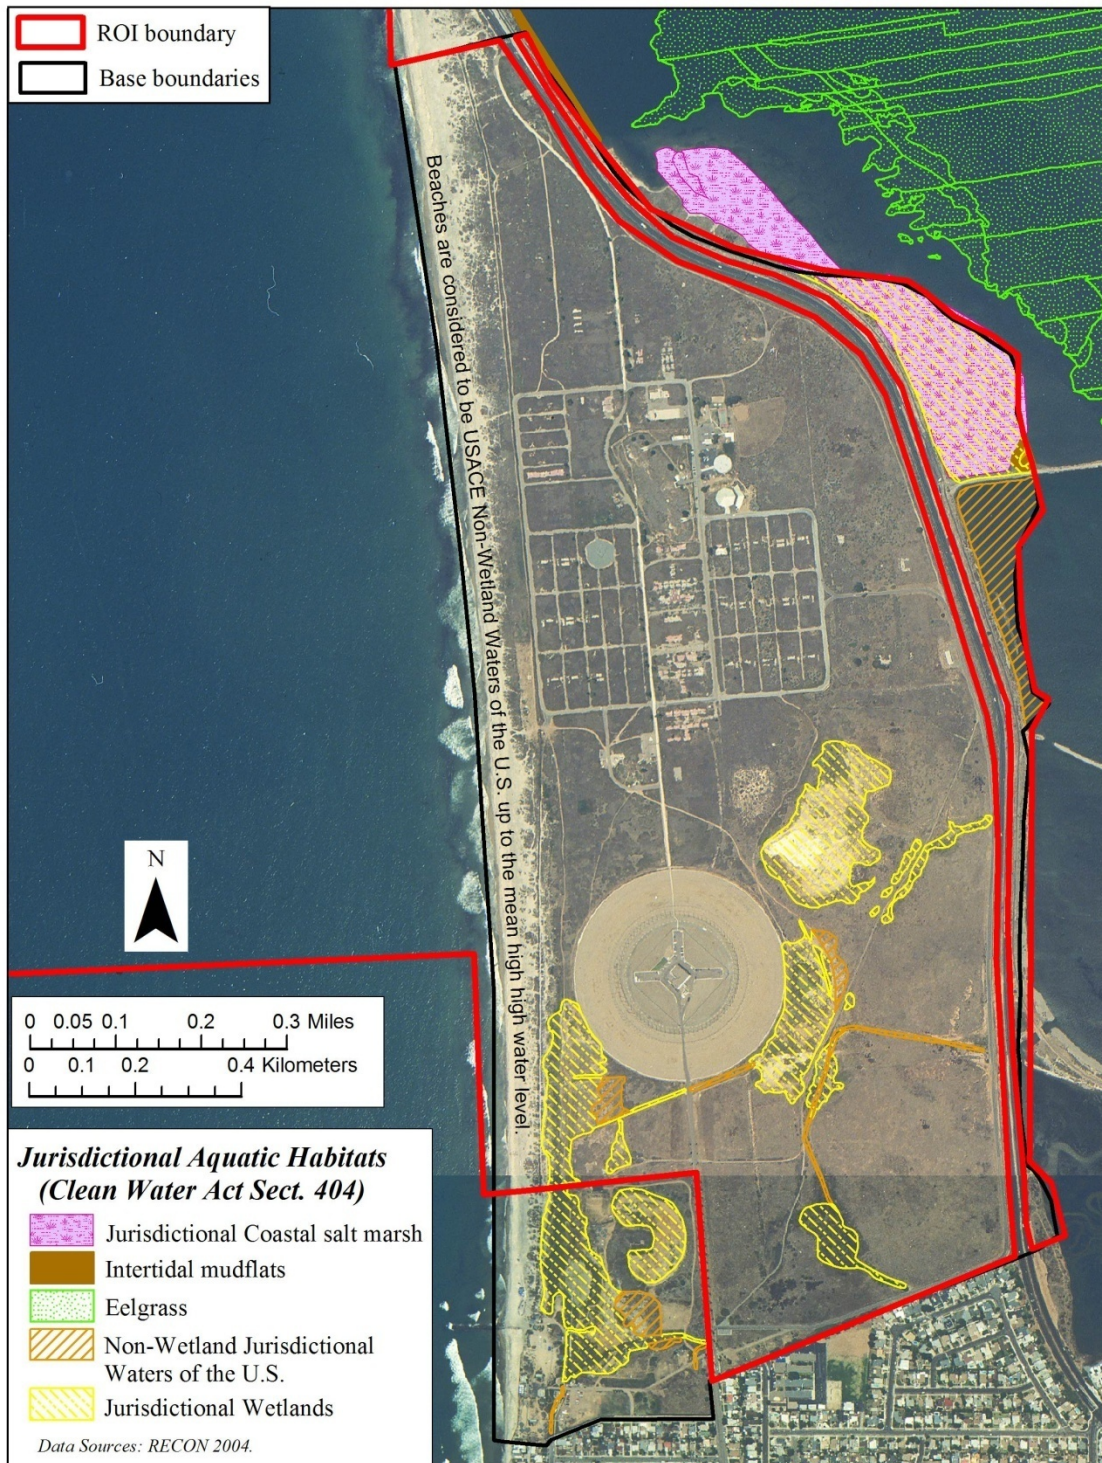 ROI boundary
Base boundaries
Beaches are considered to be USACE Non-Wetland Waters of the U.S. up to the mean high high water level.
N
0 0.05 0.1 0.2 0.3 Miles
0 0.1 0.2 0.4 Kilometers
Jurisdictional Aquatic Habitats
(Clean Water Act Sect. 404)
Jurisdictional Coastal salt marsh
Intertidal mudflats
Eelgrass
Non-Wetland Jurisdictional
Waters of the U.S.
Jurisdictional Wetlands
Data Sources: RECON 2004.